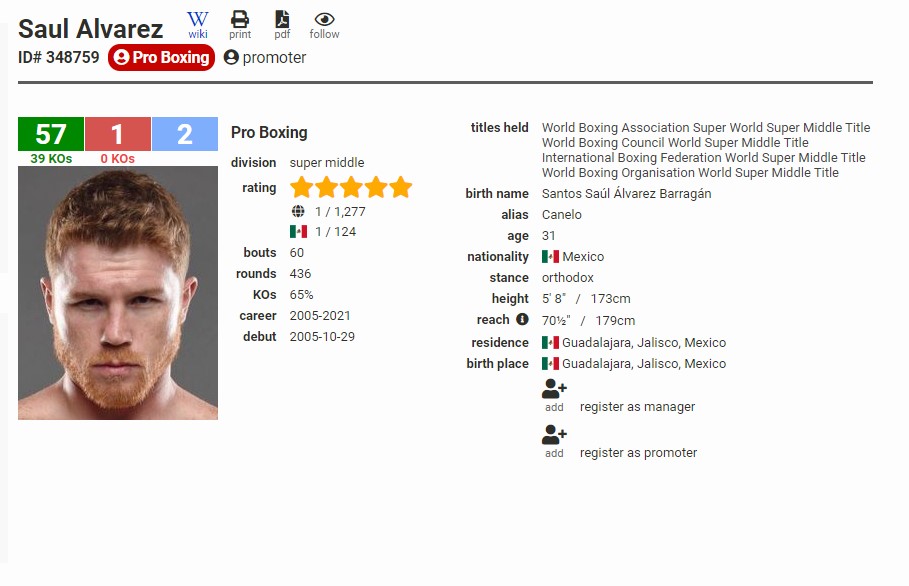 Saul Alvarez
W
wiki
print
pdf
follow
ID# 348759 Pro Boxing promoter
57 1 2
39 KOs 0 KOs
Pro Boxing
division super middle
rating
1 / 1,277
1 / 124
bouts 60
rounds 436
KOs 65%
career 2005-2021
debut 2005-10-29
titles held World Boxing Association Super World Super Middle Title
World Boxing Council World Super Middle Title
International Boxing Federation World Super Middle Title
World Boxing Organisation World Super Middle Title
birth name Santos Saúl Álvarez Barragán
alias Canelo
age 31
nationality Mexico
stance orthodox
height 5' 8" / 173cm
reach 70½" / 179cm
residence Guadalajara, Jalisco, Mexico
birth place Guadalajara, Jalisco, Mexico
add register as manager
add register as promoter